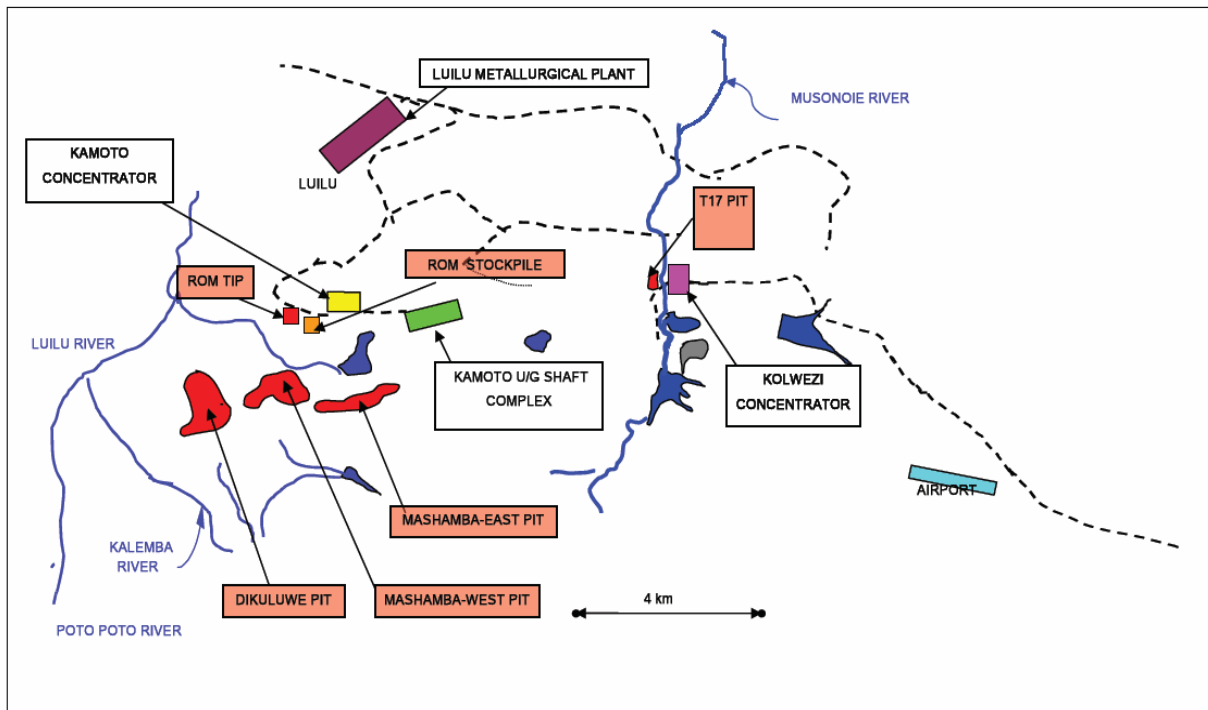 LUILU METALLURGICAL PLANT
MUSONOIE RIVER
KAMOTO
CONCENTRATOR
LUILU
T17 PIT
ROM STOCKPILE
ROM TIP
LUILU RIVER
KAMOTO U/G SHAFT
COMPLEX
KOLWEZI
CONCENTRATOR
AIRPORT
MASHAMBA-EAST PIT
KALEMBA
RIVER
DIKULUWE PIT
MASHAMBA-WEST PIT
4 km
POTO POTO RIVER